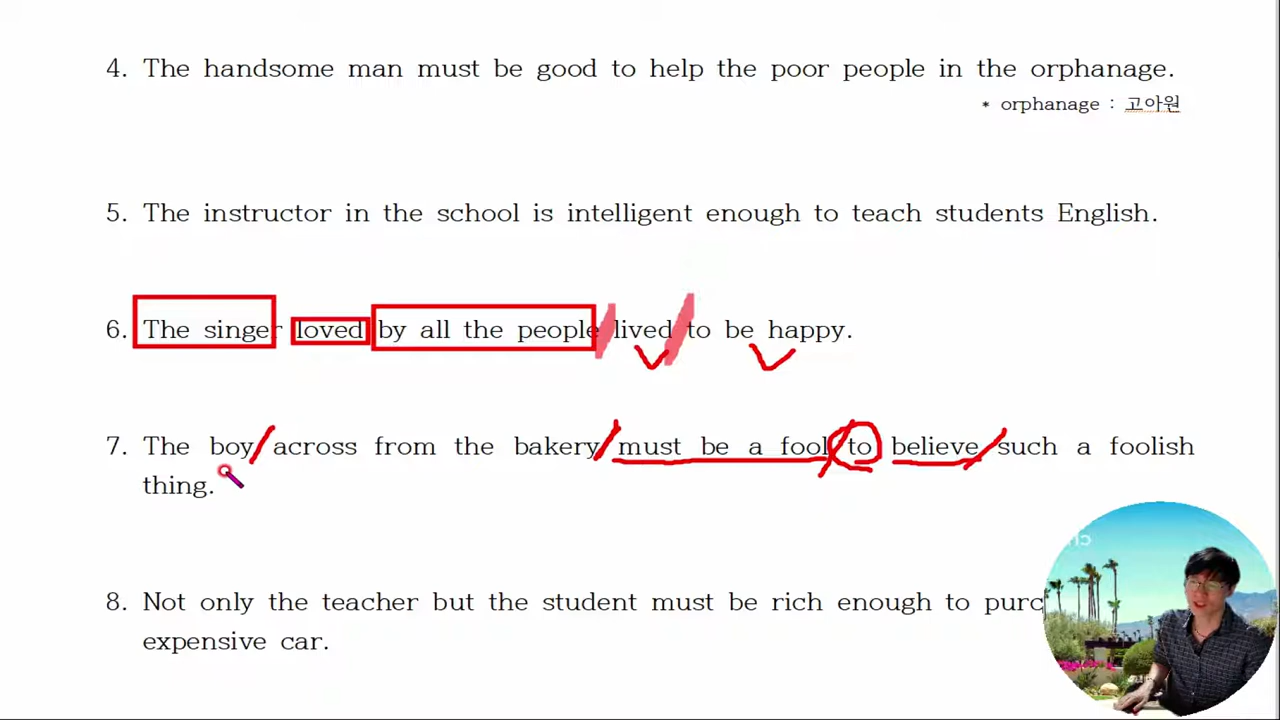 4. The handsome man must be good to help the poor people in the orphanage.
* orphanage : 고아원
5. The instructor in the school is intelligent enough to teach students English.
6. The singer loved by all the people lived to be happy.
7. The boy across from the bakery must be a fool to believe such a foolish
thing.
8. Not only the teacher but the student must be rich enough to
expensive car.